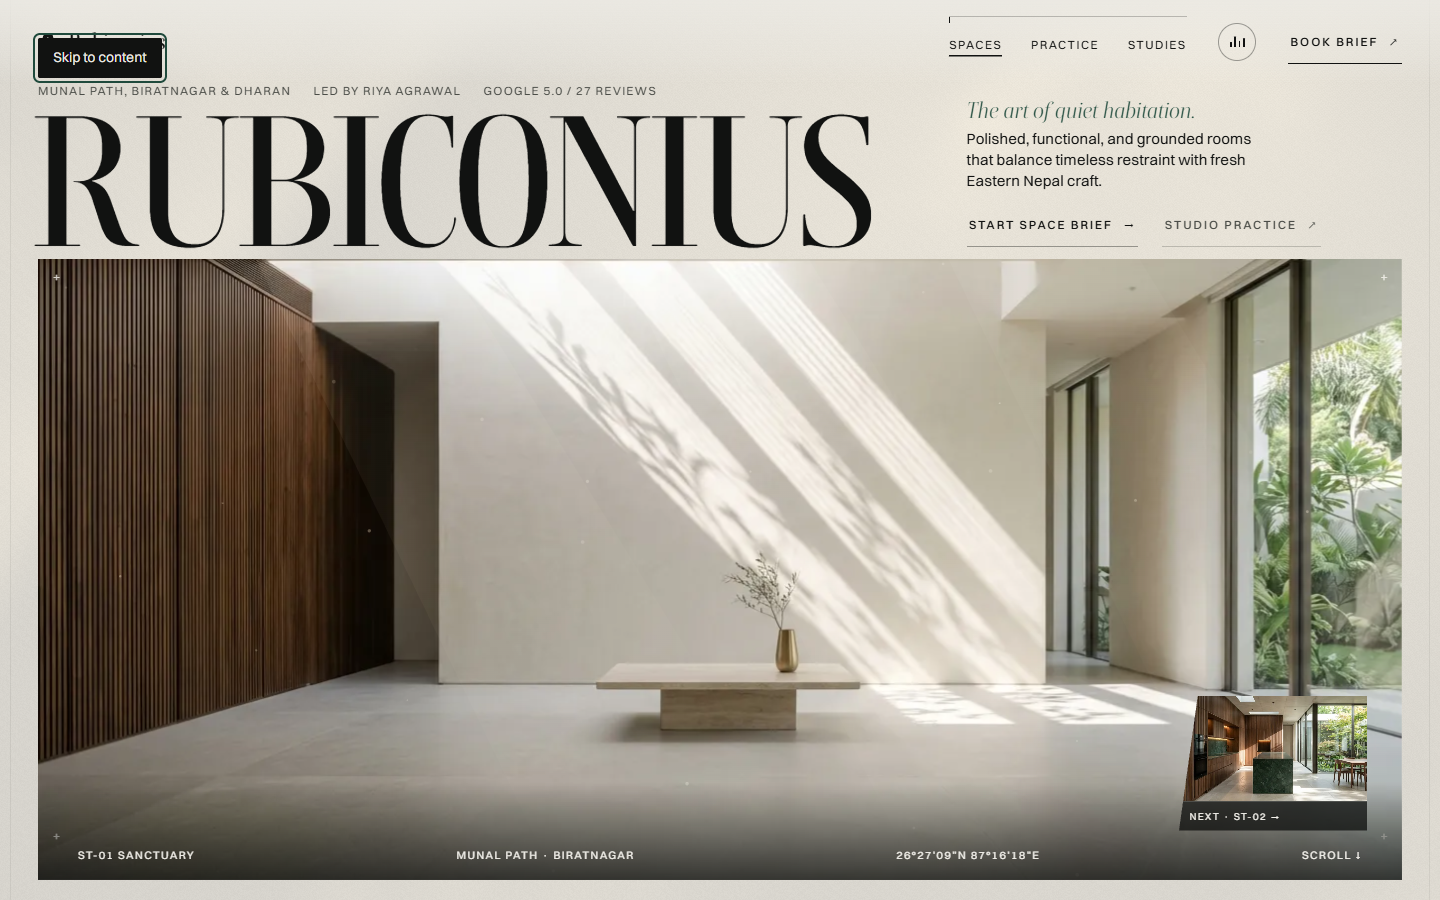 Skip to content
SPACES PRACTICE STUDIES BOOK BRIEF ↗
MUNAL PATH, BIRATNAGAR & DHARAN LED BY RIYA AGRAWAL GOOGLE 5.0 / 27 REVIEWS
RUBICONIUS
The art of quiet habitation.
Polished, functional, and grounded rooms
that balance timeless restraint with fresh
Eastern Nepal craft.
START SPACE BRIEF → STUDIO PRACTICE ↗
NEXT · ST-02 →
ST-01 SANCTUARY MUNAL PATH · BIRATNAGAR 26°27'09"N 87°16'18"E SCROLL ↓